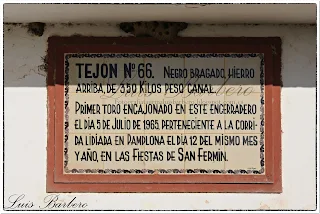 TEJON Nº 66. NEGRO BRAGADO, HIERRO
ARRIBA, DE 350 KILOS PESO CANAL.
PRIMER TORO ENCAJONADO EN ESTE ENCERRADERO
EL DIA 5 DE JULIO DE 1965, PERTENECIENTE A LA CORRI-
DA LIDIADA EN PAMPLONA EL DIA 12 DEL MISMO MES
Y AÑO, EN LAS FIESTAS DE SAN FERMIN.
Luis Barbero